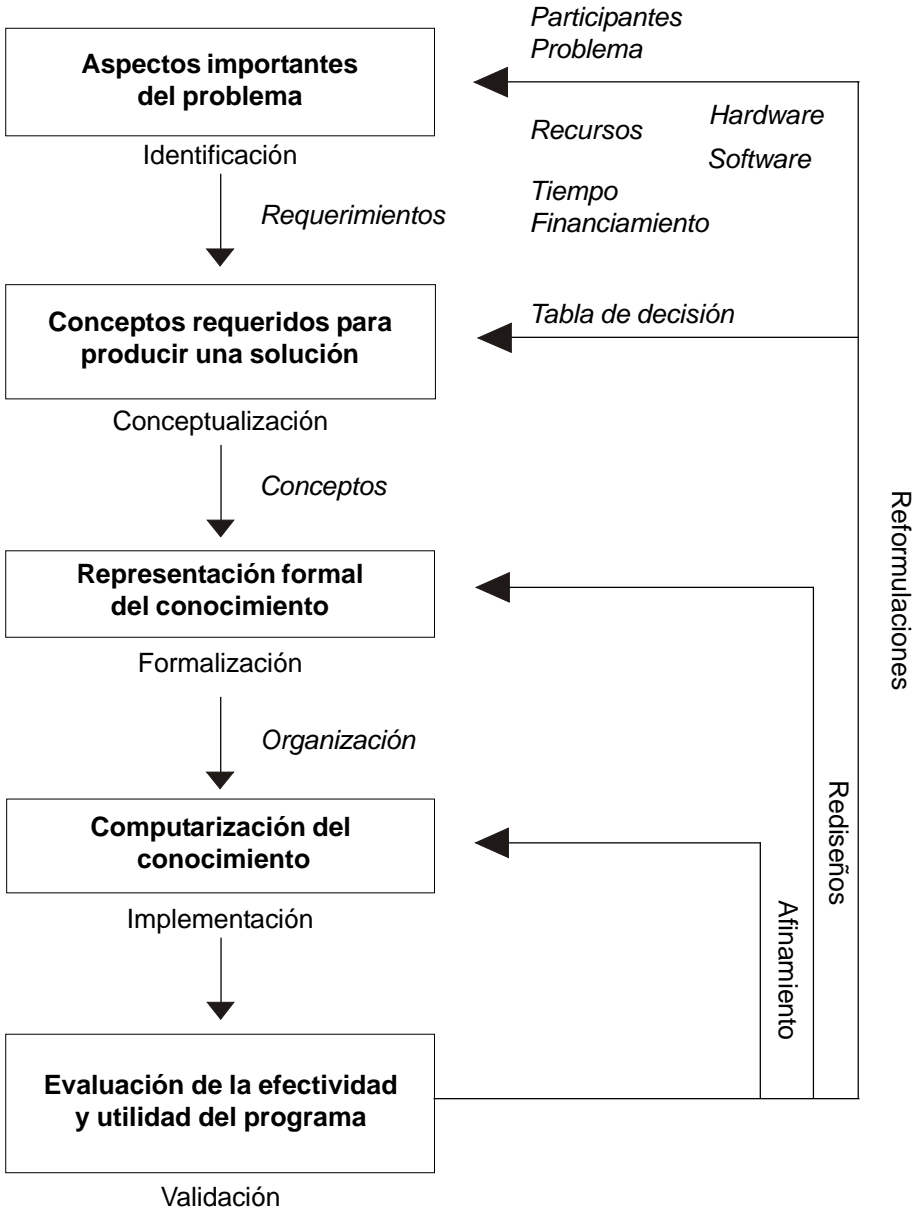 Participantes
Problema
Aspectos importantes
del problema
Recursos
Hardware
Software
Identificación
Tiempo
Financiamiento
Requerimientos
Conceptos requeridos para
producir una solución
Tabla de decisión
Conceptualización
Conceptos
Representación formal
del conocimiento
Formalización
Organización
Computarización del
conocimiento
Implementación
Evaluación de la efectividad
y utilidad del programa
Validación
Afinamiento
Rediseños
Reformulaciones